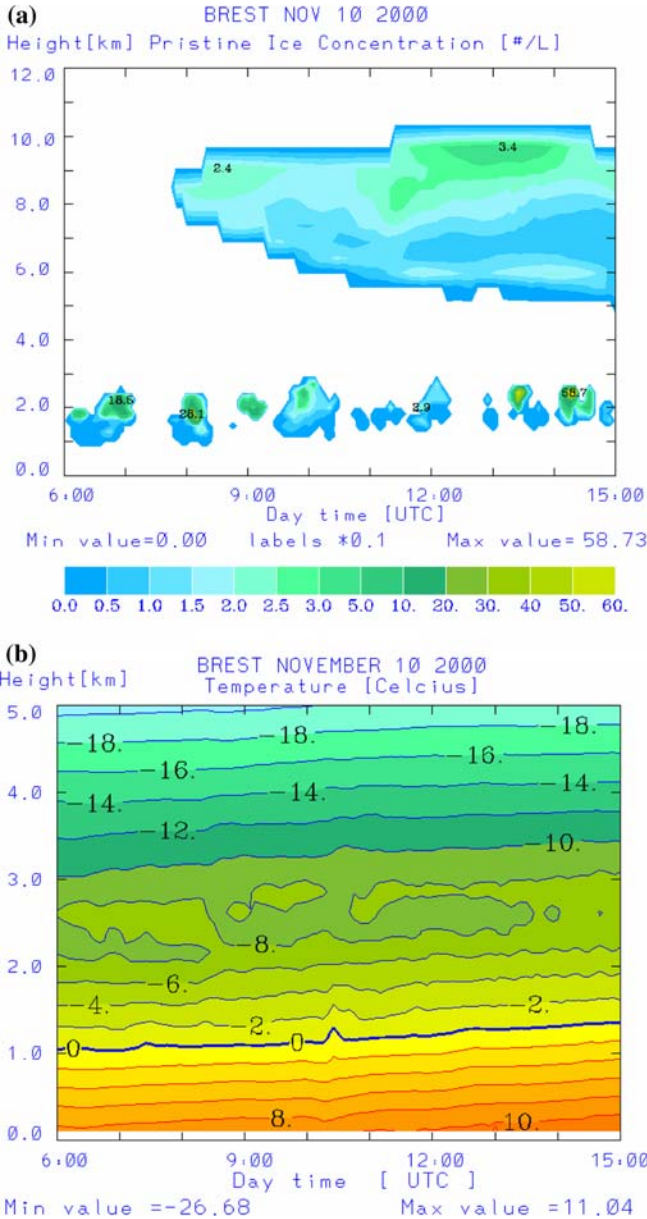 (a)
BREST NOV 10 2000
Height[km] Pristine Ice Concentration [#/L]
12.0
10.0
8.0
6.0
4.0
2.0
0.0
2.4
3.4
18.5
28.1
2.9
58.7
6:00 9:00 12:00 15:00
Day time [UTC]
Min value=0.00 labels *0.1 Max value= 58.73
0.0 0.5 1.0 1.5 2.0 2.5 3.0 5.0 10. 20. 30. 40. 50. 60.
(b)
BREST NOVEMBER 10 2000
Height[km] Temperature [Celcius]
5.0
4.0
3.0
2.0
1.0
0.0
-18. -18. -18.
-16. -16.
-14. -14. -14.
-12. -10.
-8.
-6.
-4. -2. -2.
0 0
8. 10.
6:00 9:00 12:00 15:00
Day time [ UTC ]
Min value =-26.68 Max value =11.04